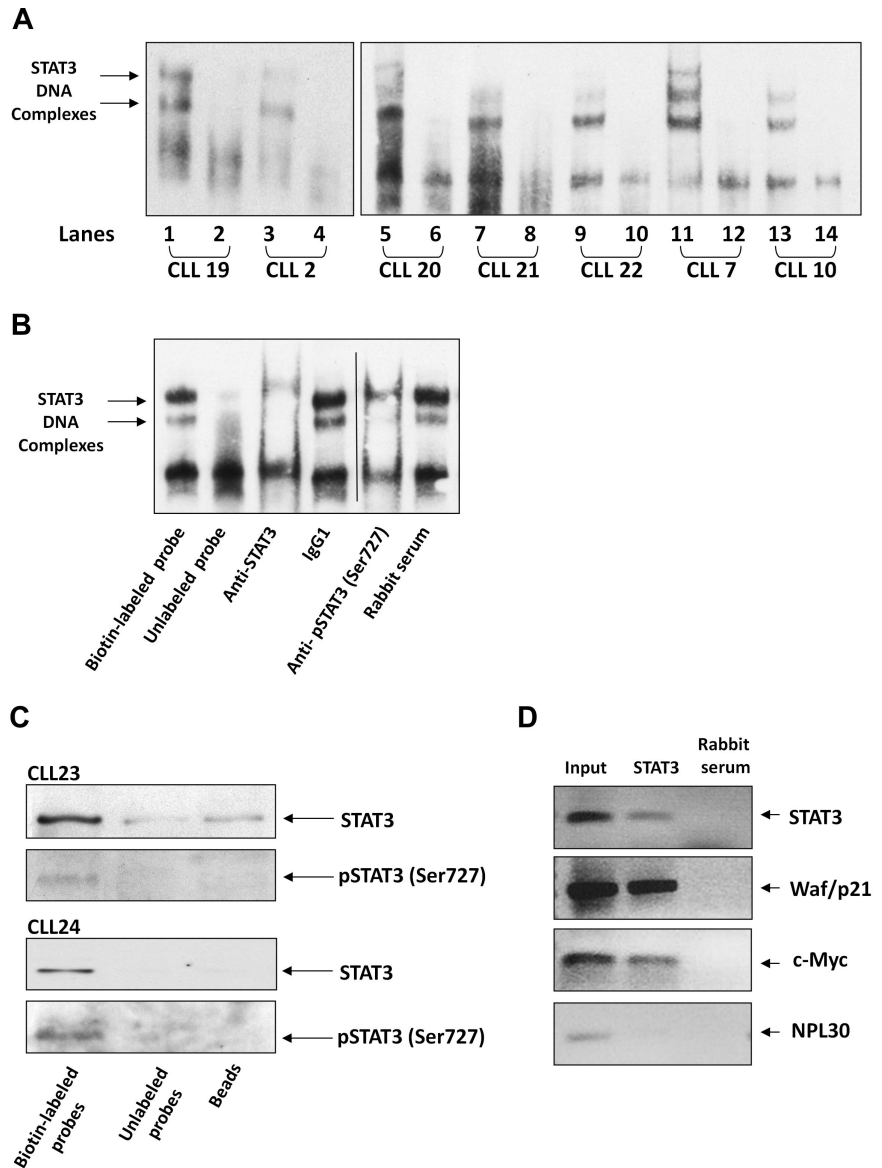 A
STAT3
DNA
Complexes
Lanes 1 2 3 4 5 6 7 8 9 10 11 12 13 14
CLL 19 CLL 2 CLL 20 CLL 21 CLL 22 CLL 7 CLL 10
B
STAT3
DNA
Complexes
Biotin-labeled probe
Unlabeled probe
Anti-STAT3
IgG1
Anti- pSTAT3 (Ser727)
Rabbit serum
C
CLL23
STAT3
pSTAT3 (Ser727)
CLL24
STAT3
pSTAT3 (Ser727)
Biotin-labeled
probes
Unlabeled
probes
Beads
D
Input STAT3 Rabbit
serum
STAT3
Waf/p21
c-Myc
NPL30